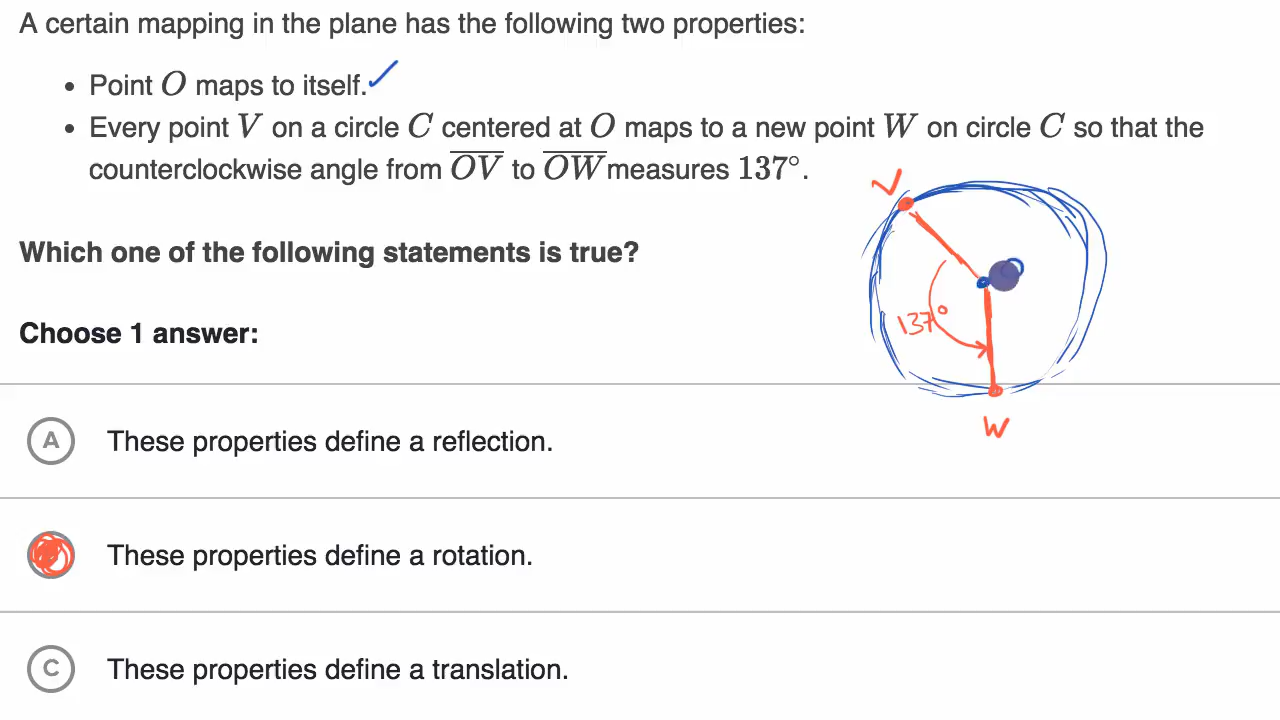 A certain mapping in the plane has the following two properties:
• Point O maps to itself.
• Every point V on a circle C centered at O maps to a new point W on circle C so that the
counterclockwise angle from OV to OW measures 137°.
V
Which one of the following statements is true?
137°
Choose 1 answer:
W
A These properties define a reflection.
These properties define a rotation.
C These properties define a translation.